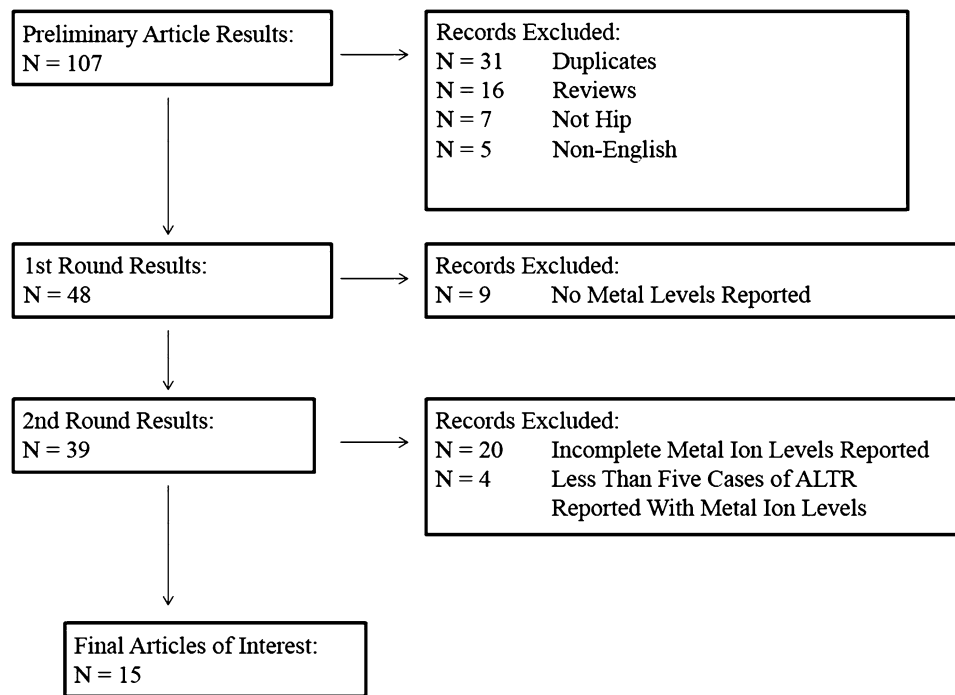 Preliminary Article Results:
N = 107
Records Excluded:
N = 31 Duplicates
N = 16 Reviews
N = 7 Not Hip
N = 5 Non-English
1st Round Results:
N = 48
Records Excluded:
N = 9 No Metal Levels Reported
2nd Round Results:
N = 39
Records Excluded:
N = 20 Incomplete Metal Ion Levels Reported
N = 4 Less Than Five Cases of ALTR
Reported With Metal Ion Levels
Final Articles of Interest:
N = 15